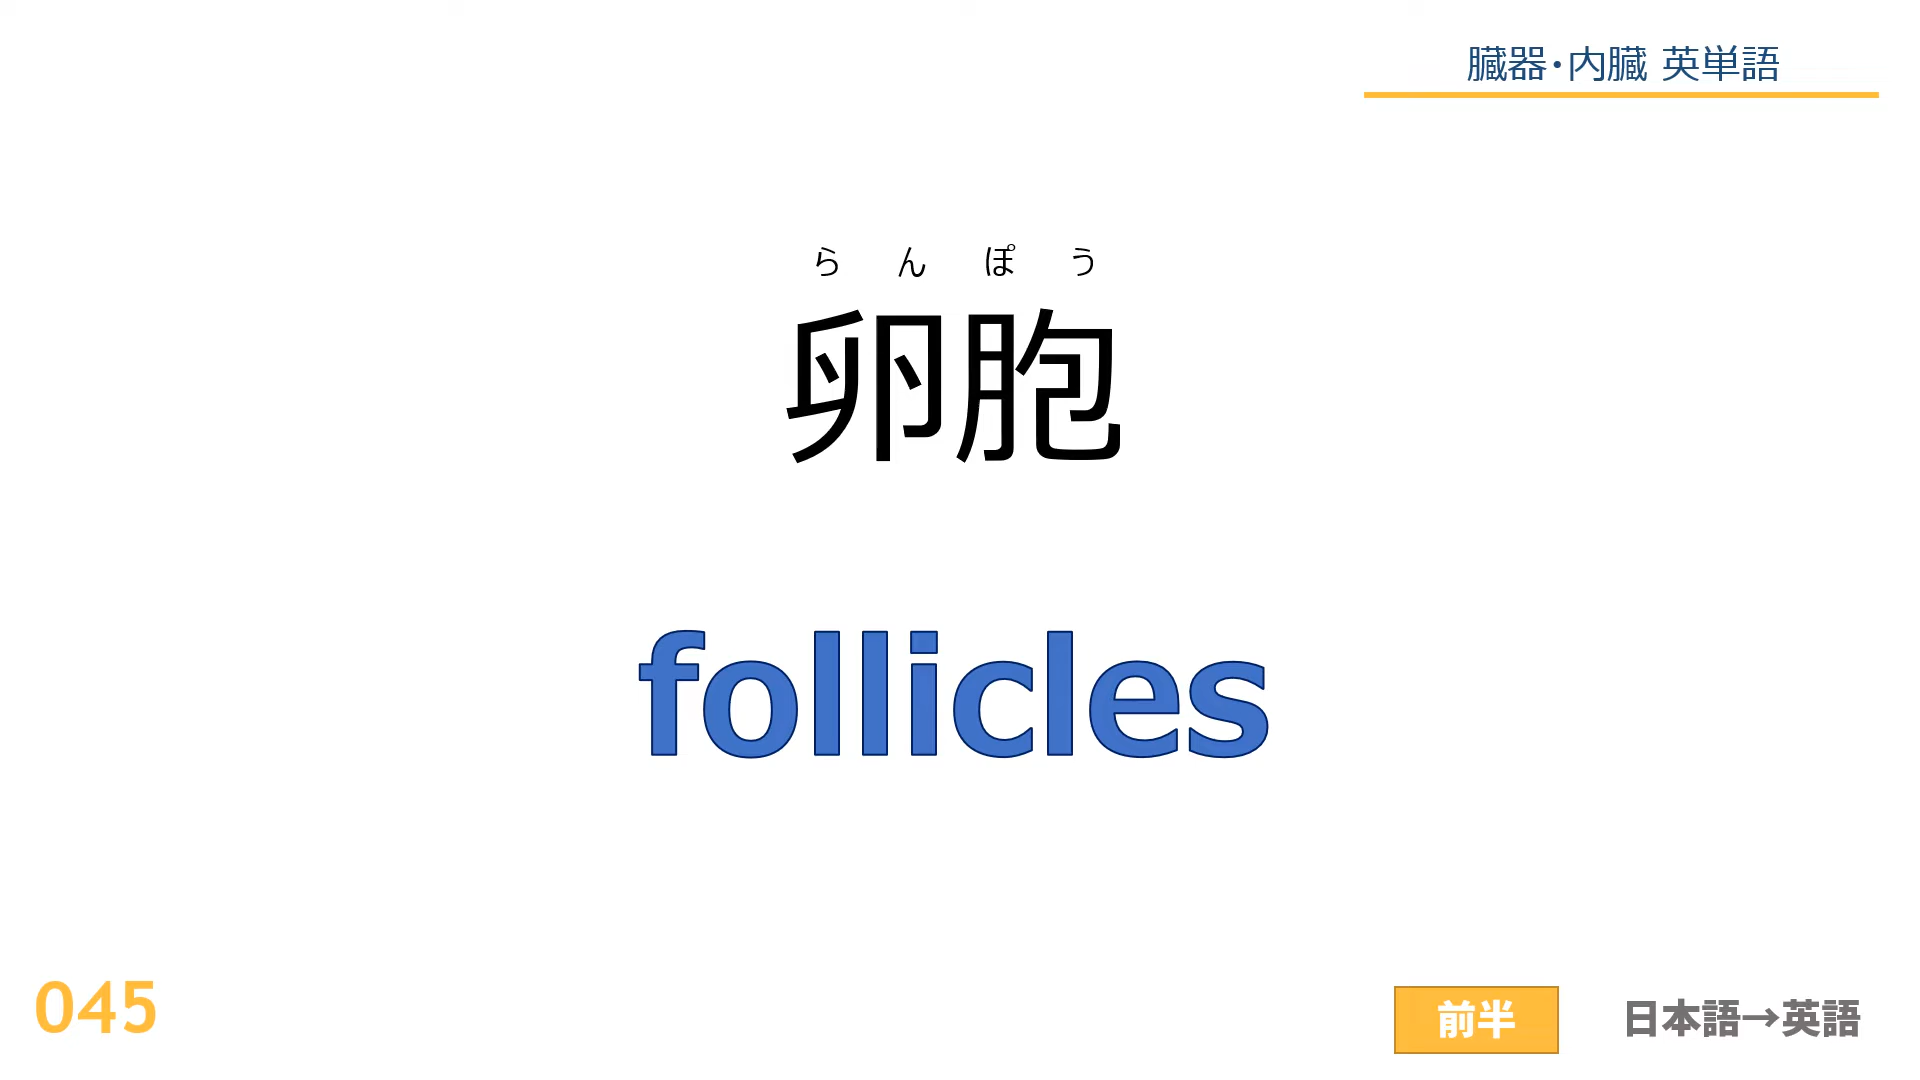 臓器・内臓 英単語
らんぽう
卵胞
follicles
045
前半
日本語→英語